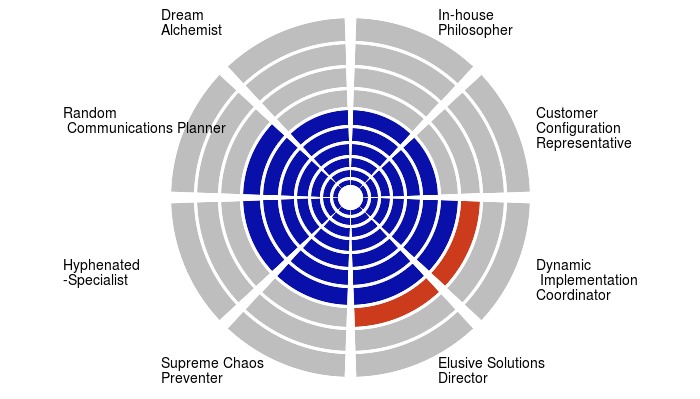 Dream
Alchemist
In-house
Philosopher
Random
Communications Planner
Customer
Configuration
Representative
Hyphenated
-Specialist
Dynamic
Implementation
Coordinator
Supreme Chaos
Preventer
Elusive Solutions
Director